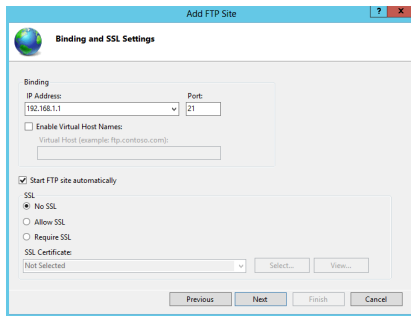 Add FTP Site
? x
Binding and SSL Settings
Binding
IP Address: Port:
192.168.1.1 21
Enable Virtual Host Names:
Virtual Host (example: ftp.contoso.com):
Start FTP site automatically
SSL
No SSL
Allow SSL
Require SSL
SSL Certificate:
Not Selected Select... View...
Previous Next Finish Cancel